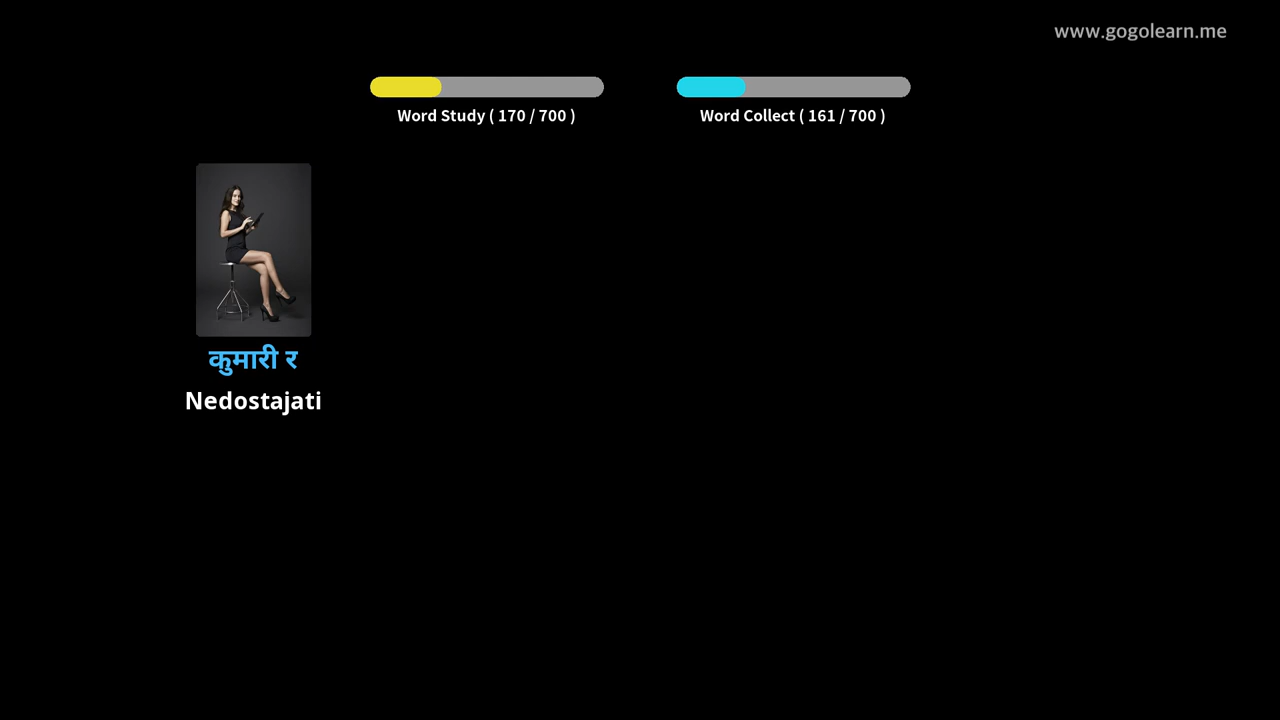 www.gogolearn.me
Word Study ( 170 / 700 )
Word Collect ( 161 / 700 )
कुमारी र
Nedostajati